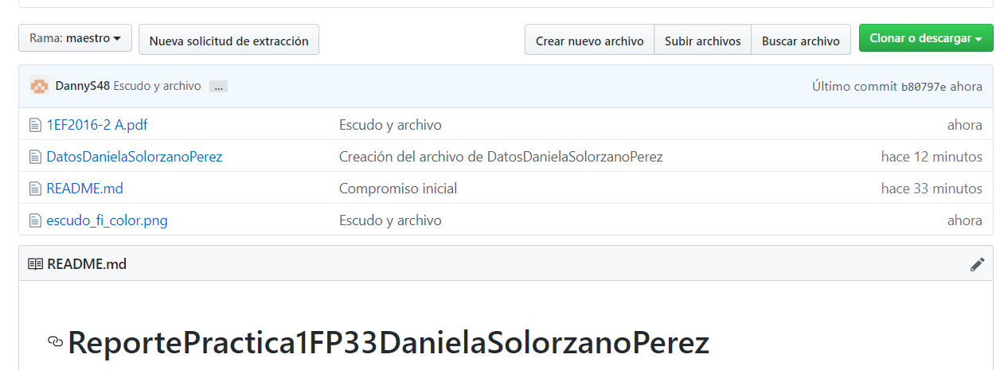 Rama: maestro Nueva solicitud de extracción Crear nuevo archivo Subir archivos Buscar archivo Clonar o descargar
DannyS48 Escudo y archivo ... Último commit b80797e ahora
1EF2016-2 A.pdf Escudo y archivo ahora
DatosDanielaSolorzanoPerez Creación del archivo de DatosDanielaSolorzanoPerez hace 12 minutos
README.md Compromiso inicial hace 33 minutos
escudo_fi_color.png Escudo y archivo ahora
README.md
ReportePractica1FP33DanielaSolorzanoPerez